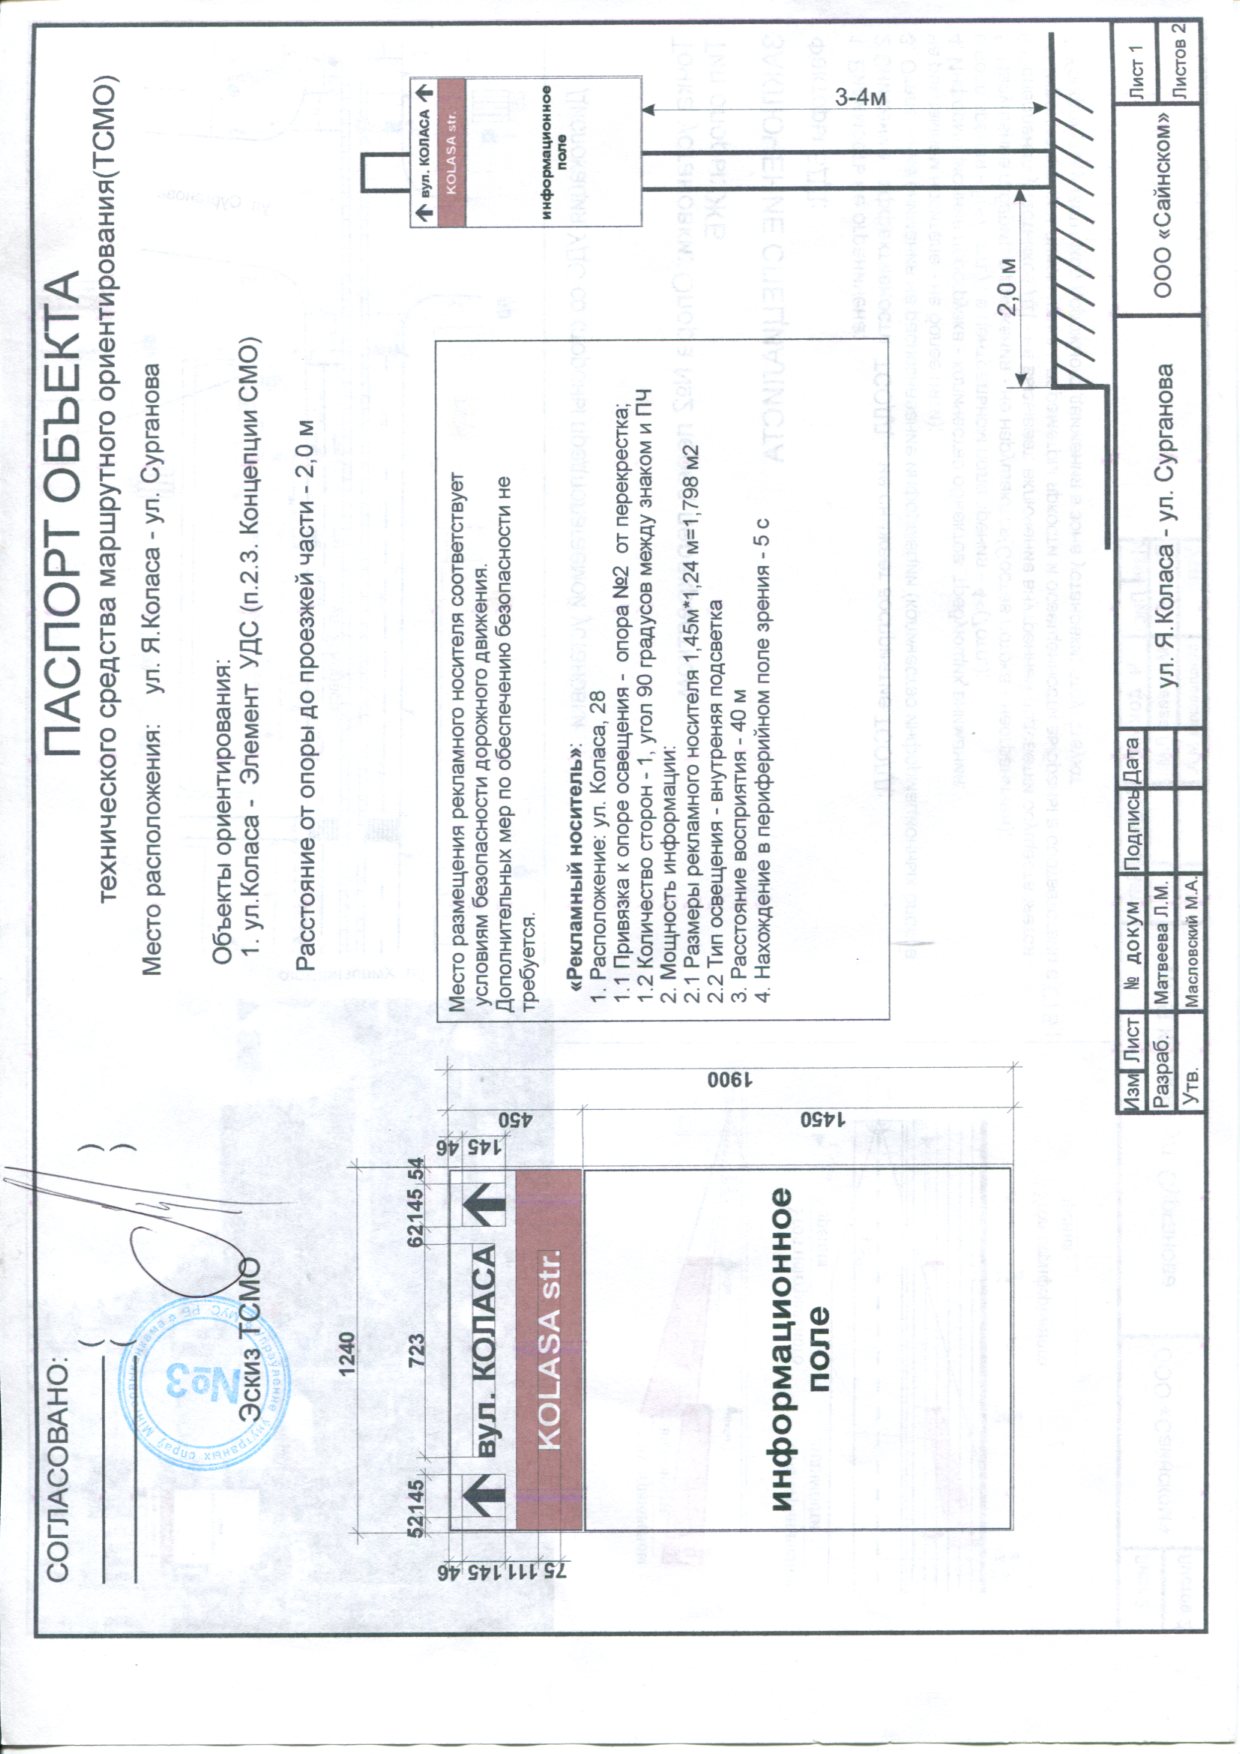 СОГЛАСОВАНО:
( )
( )
№3
Эскиз ТСМО
ПАСПОРТ ОБЪЕКТА
технического средства маршрутного ориентирования(ТСМО)
Место расположения: ул. Я.Коласа - ул. Сурганова
Объекты ориентирования:
1. ул.Коласа - Элемент УДС (п.2.3. Концепции СМО)
Расстояние от опоры до проезжей части - 2,0 м
1240
52 145 723 62 145 54
46 145 111 75
46 145
450
1450
1900
вул. КОЛАСА
KOLASA str.
информационное
поле
Место размещения рекламного носителя соответствует
условиям безопасности дорожного движения.
Дополнительных мер по обеспечению безопасности не
требуется.
«Рекламный носитель»:
1. Расположение: ул. Коласа, 28
1.1 Привязка к опоре освещения - опора №2 от перекрестка;
1.2 Количество сторон - 1, угол 90 градусов между знаком и ПЧ
2. Мощность информации:
2.1 Размеры рекламного носителя 1,45м*1,24 м=1,798 м2
2.2 Тип освещения - внутреняя подсветка
3. Расстояние восприятия - 40 м
4. Нахождение в периферийном поле зрения - 5 с
вул. КОЛАСА
KOLASA str.
информационное
поле
3-4м
2,0 м
Изм Лист № докум Подпись Дата
Разраб. Матвеева Л.М.
Утв. Масловский М.А.
ул. Я.Коласа - ул. Сурганова
ООО «Сайнском»
Лист 1
Листов 2